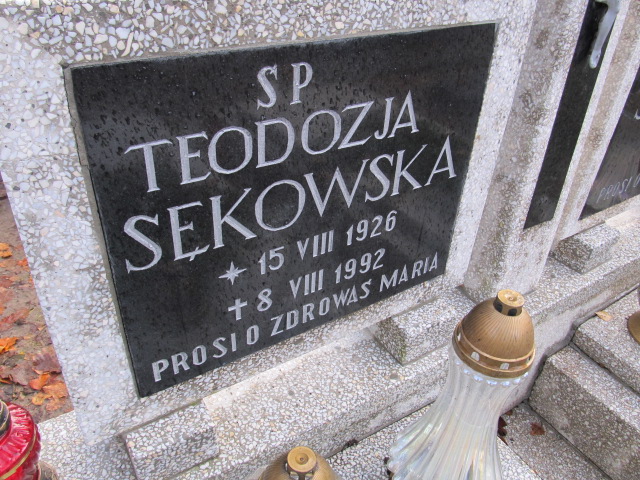 SP
TEODOZJA
SĘKOWSKA
* 15 VIII 1926
✝ 8 VIII 1992
PROSI O ZDROWAS MARIA